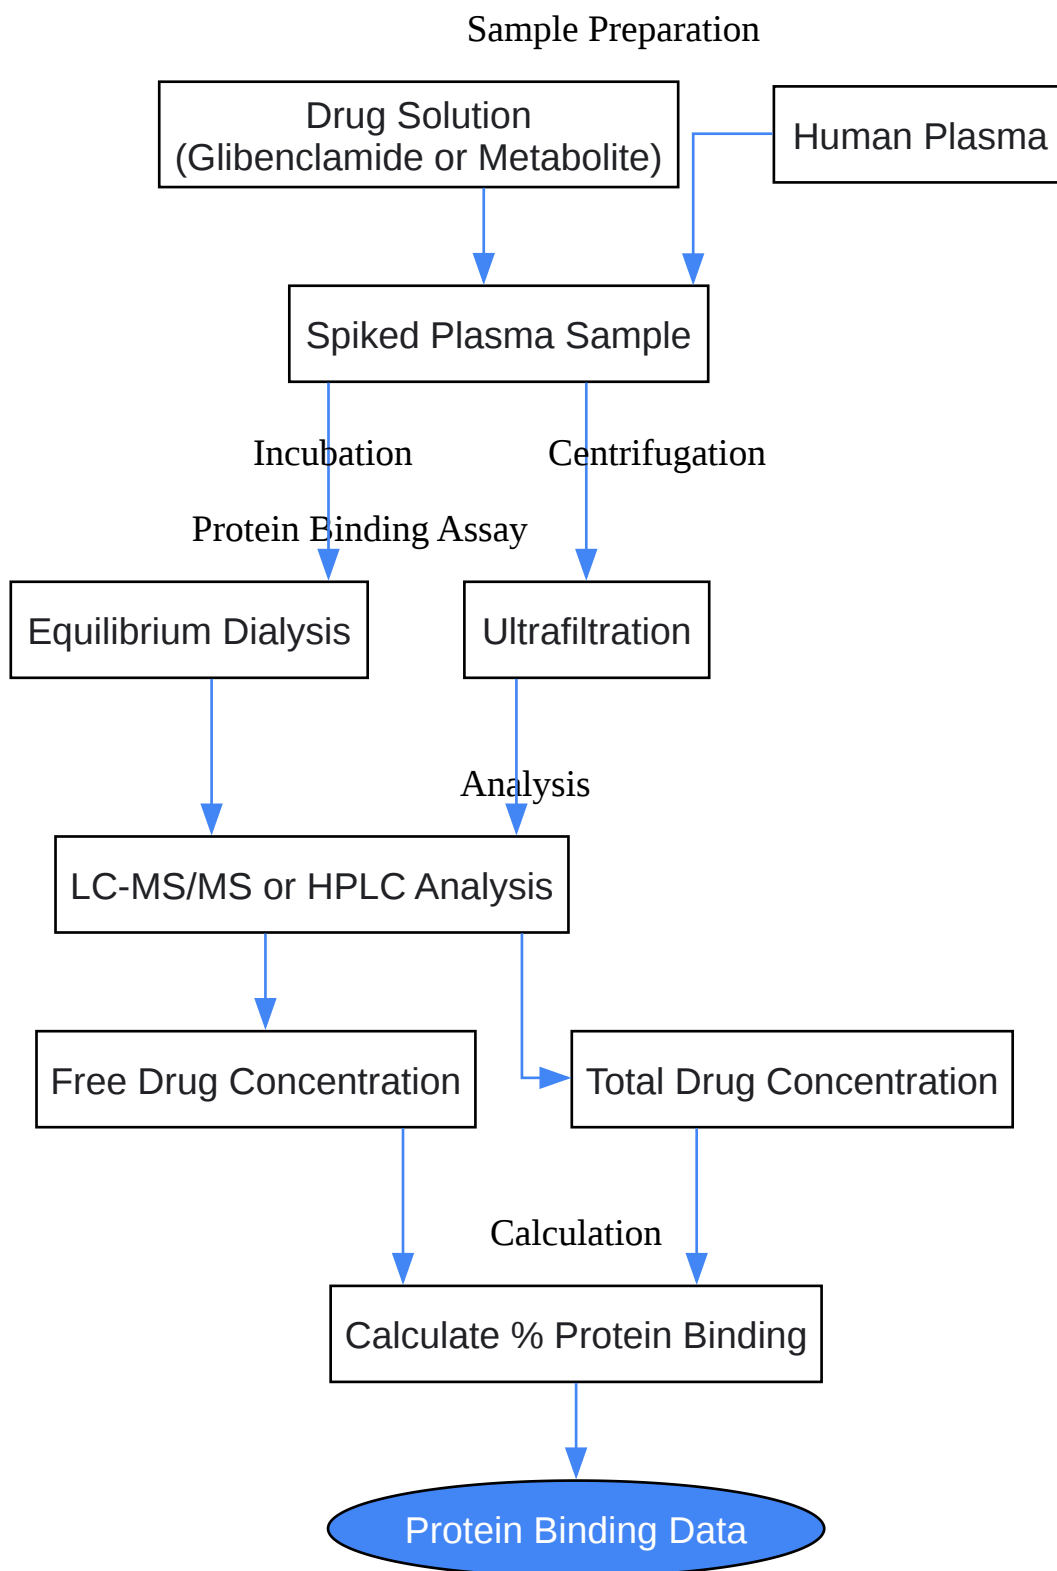 Sample Preparation
Drug Solution
(Glibenclamide or Metabolite)
Human Plasma
Spiked Plasma Sample
Incubation
Centrifugation
Protein Binding Assay
Equilibrium Dialysis
Ultrafiltration
Analysis
LC-MS/MS or HPLC Analysis
Free Drug Concentration
Total Drug Concentration
Calculation
Calculate % Protein Binding
Protein Binding Data